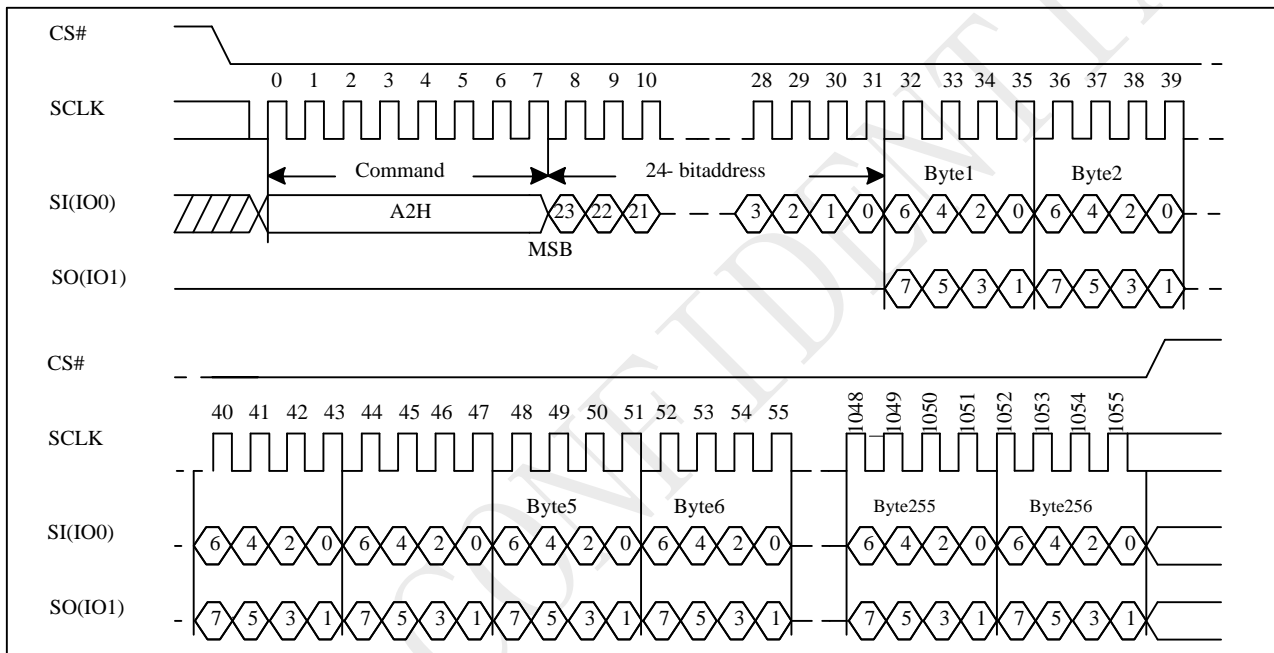 CS#
0 1 2 3 4 5 6 7 8 9 10 28 29 30 31 32 33 34 35 36 37 38 39
SCLK
Command 24- bitaddress Byte1 Byte2
SI(IO0) A2H 23 22 21 3 2 1 0 6 4 2 0 6 4 2 0
MSB
SO(IO1) 7 5 3 1 7 5 3 1
CS#
40 41 42 43 44 45 46 47 48 49 50 51 52 53 54 55 1048 1049 1050 1051 1052 1053 1054 1055
SCLK
Byte5 Byte6 Byte255 Byte256
SI(IO0) 6 4 2 0 6 4 2 0 6 4 2 0 6 4 2 0 6 4 2 0 6 4 2 0
SO(IO1) 7 5 3 1 7 5 3 1 7 5 3 1 7 5 3 1 7 5 3 1 7 5 3 1
CONFIDENTI